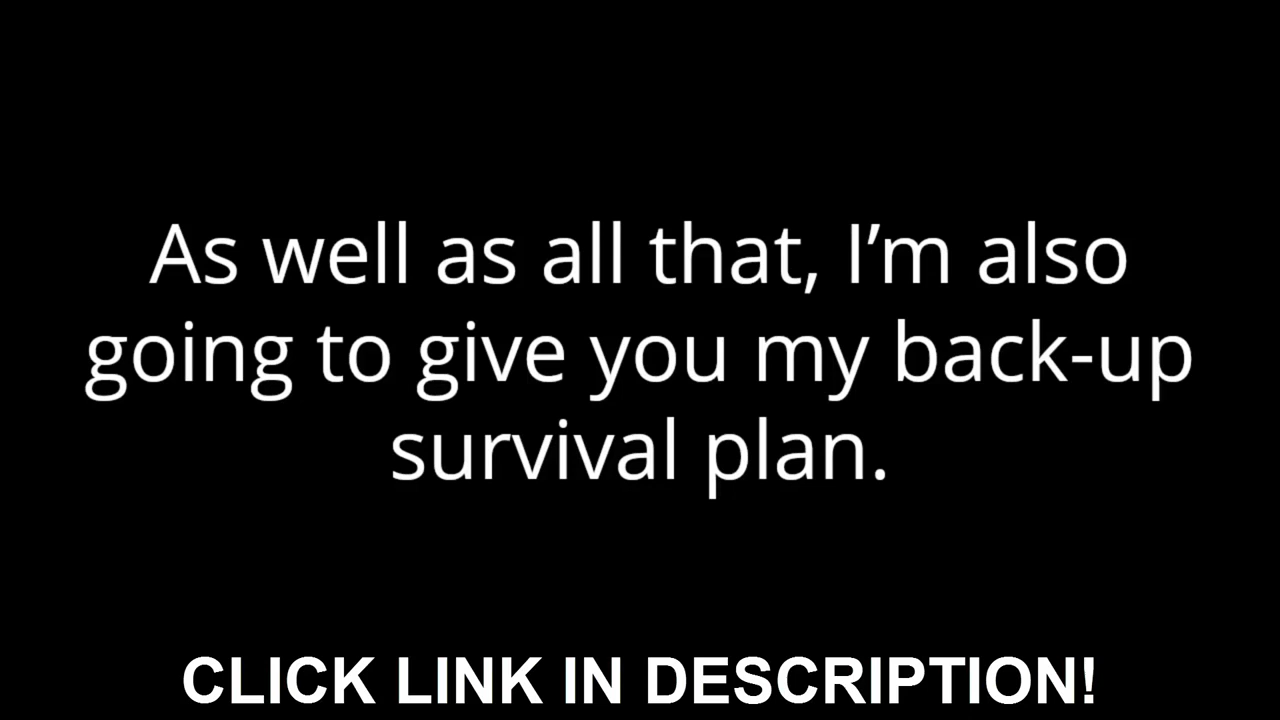 As well as all that, I’m also
going to give you my back-up
survival plan.
CLICK LINK IN DESCRIPTION!